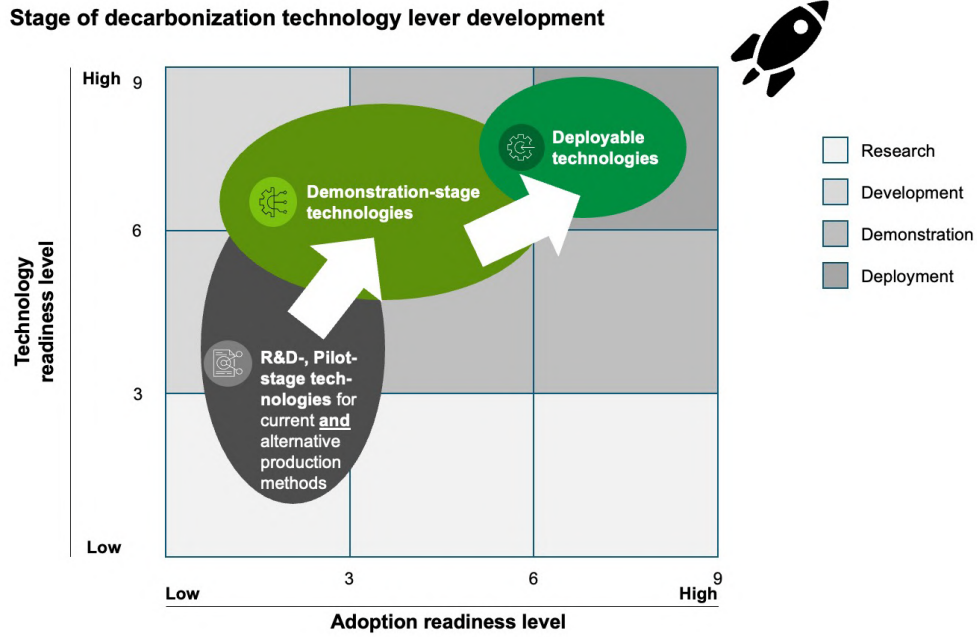 Stage of decarbonization technology lever development
High 9
6
3
Low
Technology
readiness level
Deployable
technologies
Demonstration-stage
technologies
R&D-, Pilot-
stage tech-
nologies for
current and
alternative
production
methods
3
6
9
Low
High
Adoption readiness level
Research
Development
Demonstration
Deployment